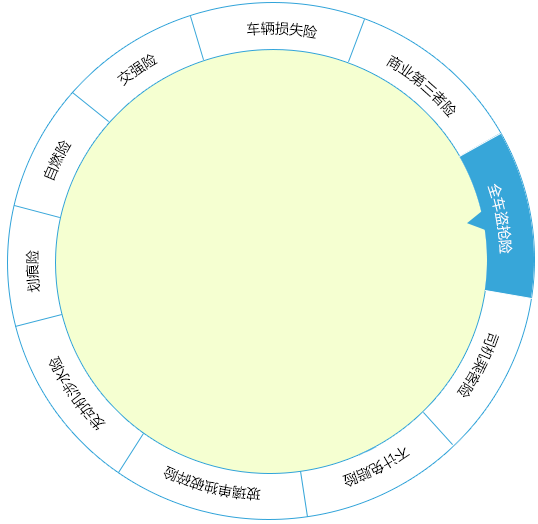 车辆损失险
商业第三者险
全车盗抢险
司机乘客险
不计免赔险
玻璃单独破碎险
发动机涉水险
划痕险
自燃险
交强险